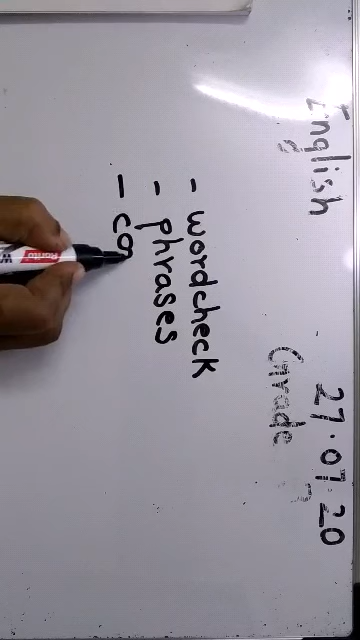 English 27.07.20
Grade
- wordcheck
- phrases
- co